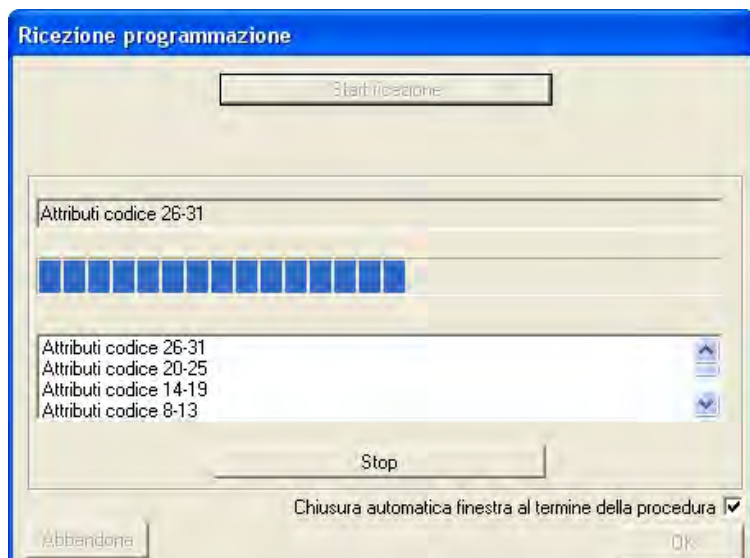 Ricezione programmazione
Start ricezione
Attributi codice 26-31
Attributi codice 26-31
Attributi codice 20-25
Attributi codice 14-19
Attributi codice 8-13
Stop
Chiusura automatica finestra al termine della procedura
Abbandona
OK